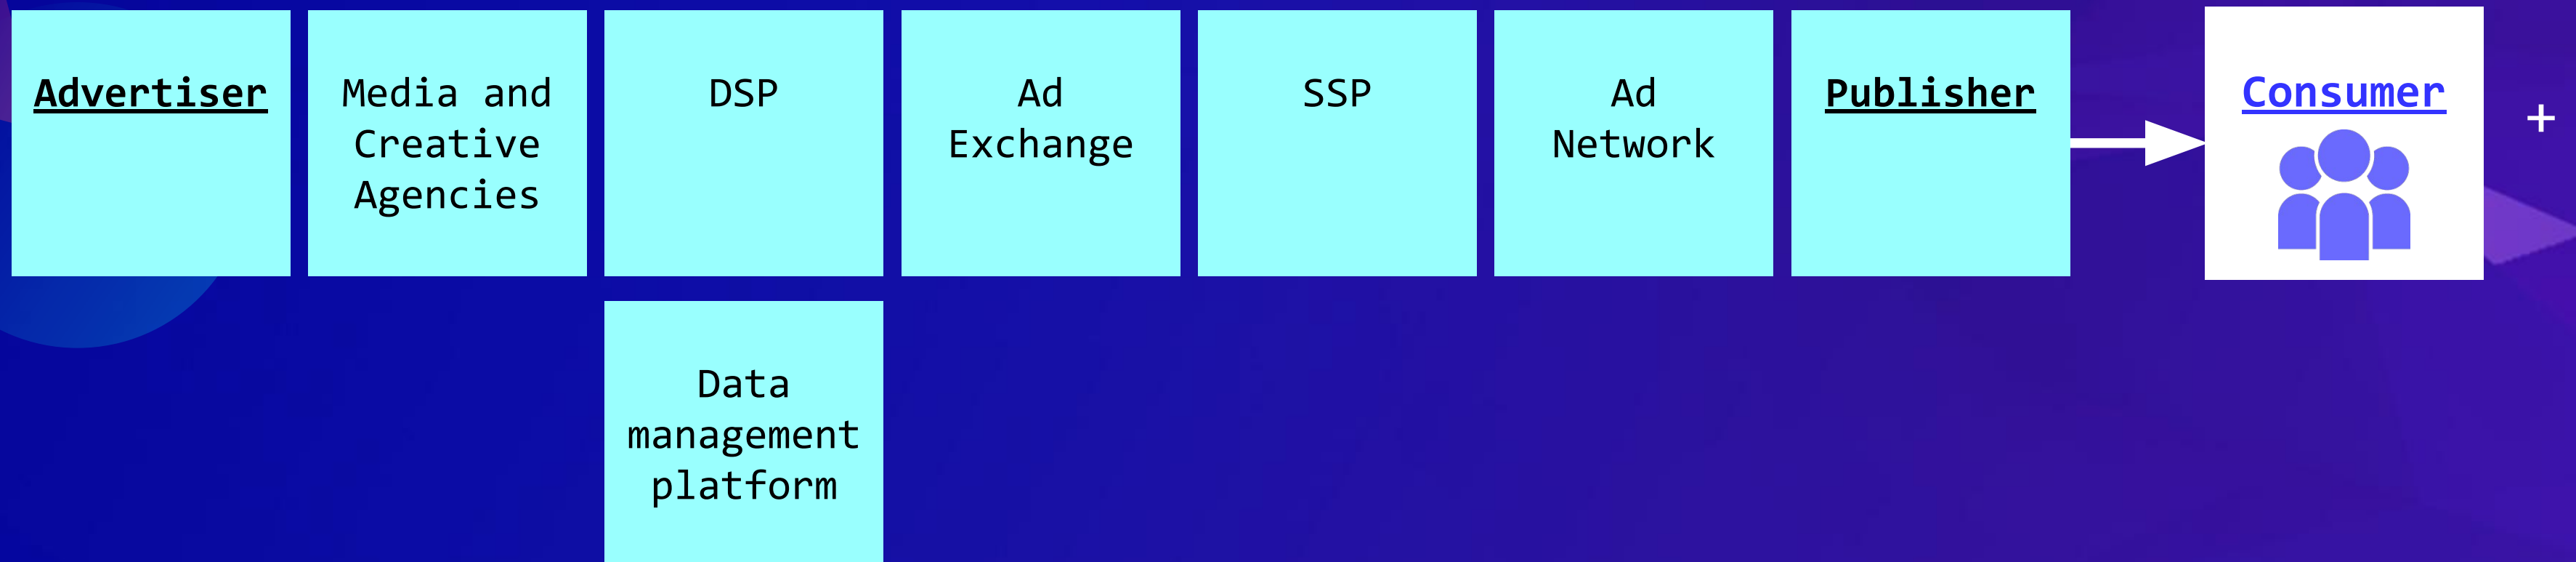 Advertiser
Media and
Creative
Agencies
DSP
Ad
Exchange
SSP
Ad
Network
Publisher
Consumer
+
Data
management
platform